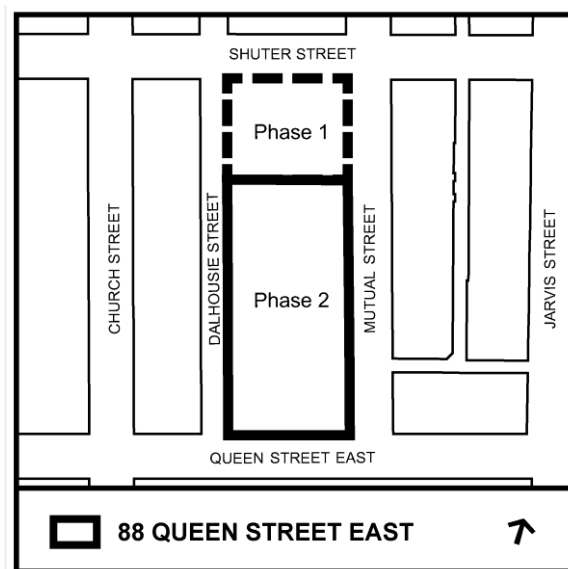 SHUTER STREET
Phase 1
CHURCH STREET
DALHOUSIE STREET
Phase 2
MUTUAL STREET
JARVIS STREET
QUEEN STREET EAST
88 QUEEN STREET EAST